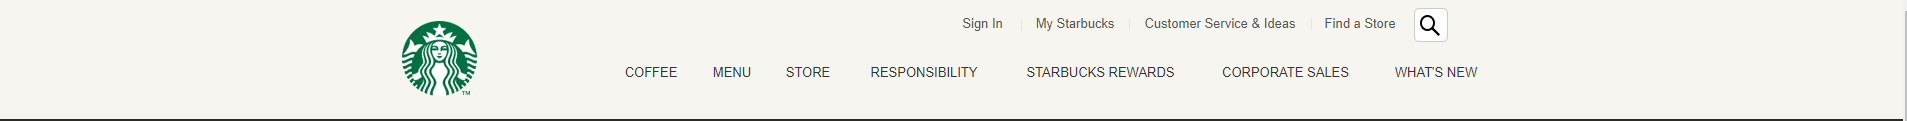 Sign In My Starbucks Customer Service & Ideas Find a Store
COFFEE MENU STORE RESPONSIBILITY STARBUCKS REWARDS CORPORATE SALES WHAT'S NEW
TM